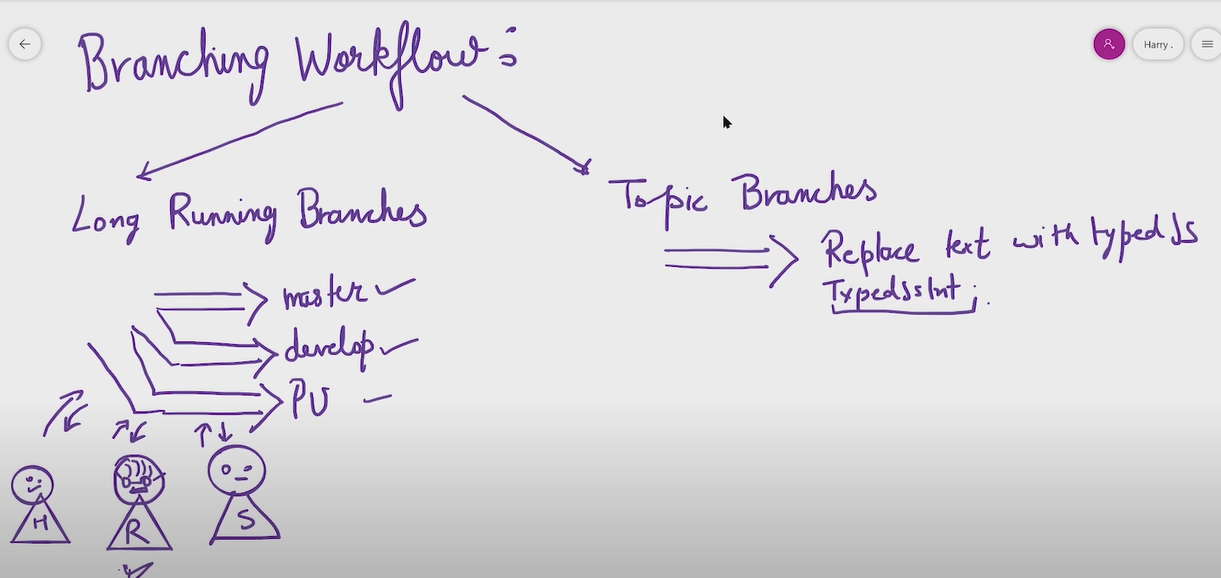 Branching Workflow:
Harry .
Long Running Branches
Topic Branches
master
develop
PU
Replace text with typedJS
TypedJsInt;
H
R
S